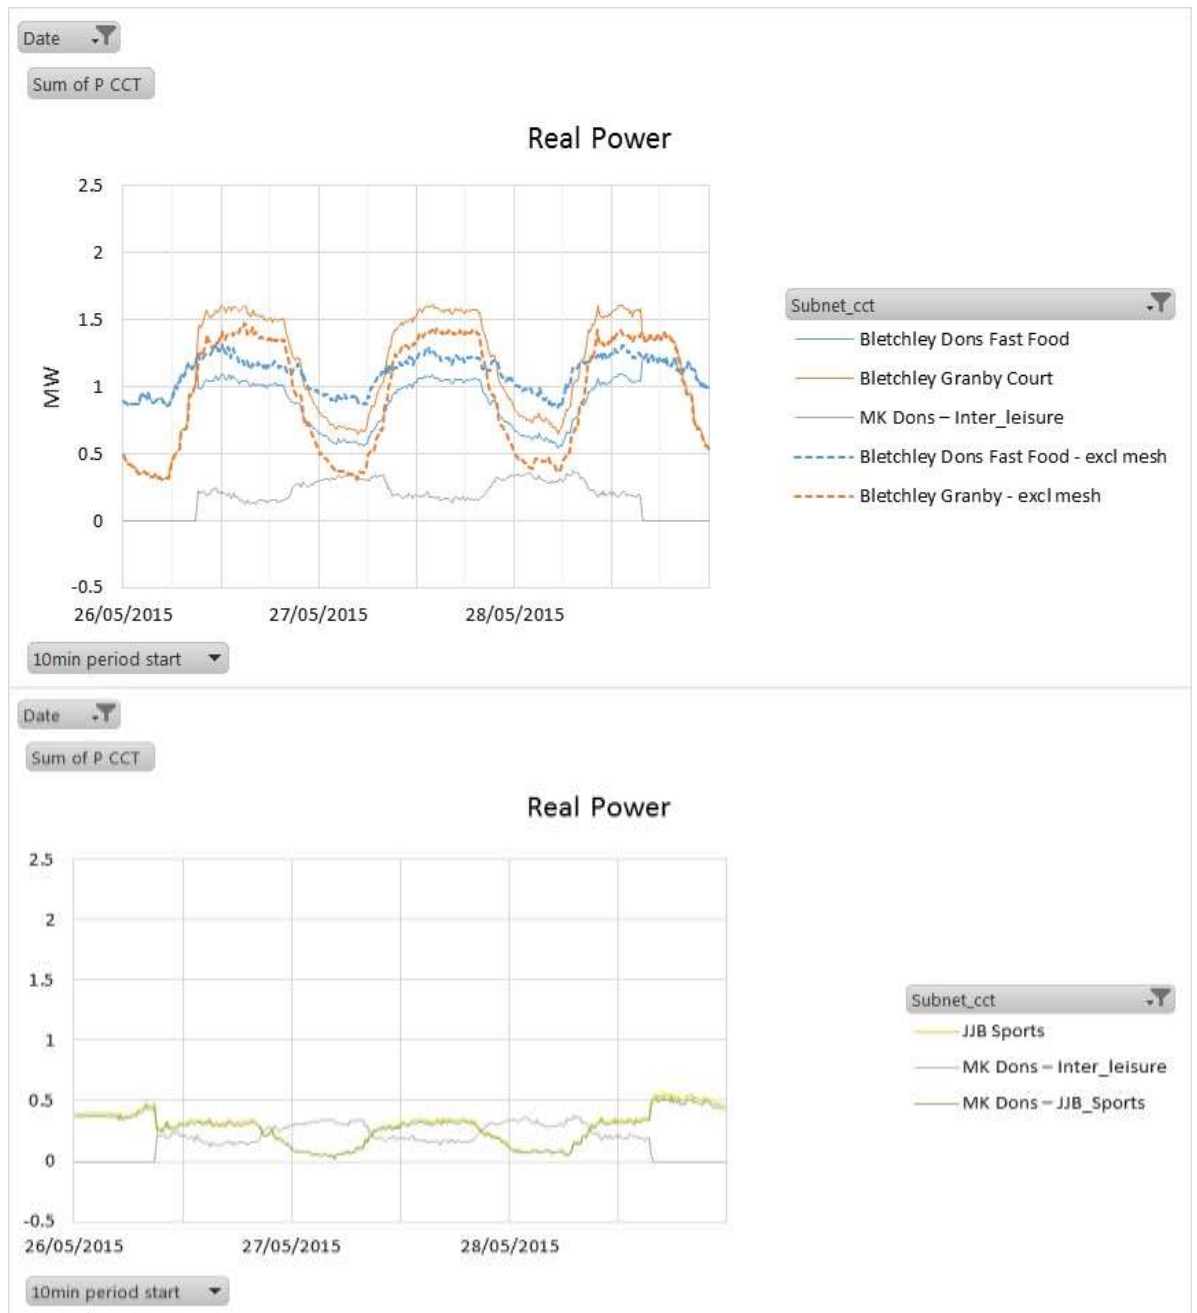 Date
Sum of P CCT
Real Power
2.5
2
1.5
1
0.5
0
-0.5
MW
26/05/2015 27/05/2015 28/05/2015
Subnet_cct
Bletchley Dons Fast Food
Bletchley Granby Court
MK Dons – Inter_leisure
Bletchley Dons Fast Food - excl mesh
Bletchley Granby - excl mesh
10min period start
Date
Sum of P CCT
Real Power
2.5
2
1.5
1
0.5
0
-0.5
26/05/2015 27/05/2015 28/05/2015
Subnet_cct
JJB Sports
MK Dons – Inter_leisure
MK Dons – JJB_Sports
10min period start